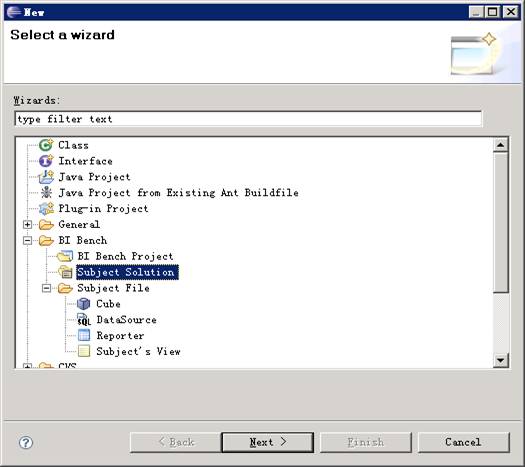 New
Select a wizard
Wizards:
type filter text
Class
Interface
Java Project
Java Project from Existing Ant Buildfile
Plug-in Project
General
BI Bench
BI Bench Project
Subject Solution
Subject File
Cube
SQL DataSource
Reporter
Subject's View
CVS
< Back Next > Finish Cancel